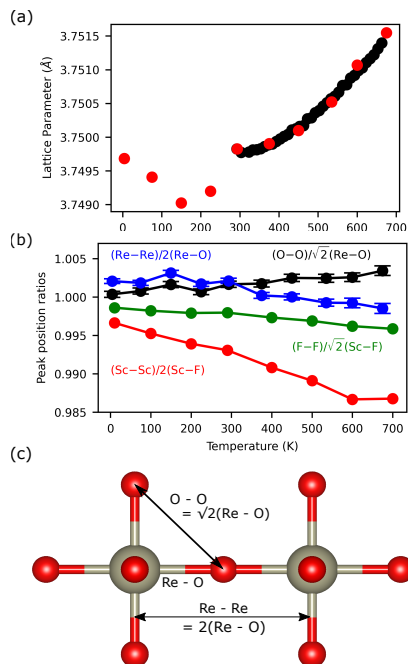 (a)
3.7515
3.7510
3.7505
3.7500
3.7495
3.7490
Lattice Parameter (Å)
0 100 200 300 400 500 600 700
(b)
(Re−Re)/2(Re−O)
(O−O)/√2(Re−O)
1.005
1.000
0.995
0.990
0.985
Peak position ratios
(F−F)/√2(Sc−F)
(Sc−Sc)/2(Sc−F)
0 100 200 300 400 500 600 700
Temperature (K)
(c)
O - O
= √2(Re - O)
Re - O
Re - Re
= 2(Re - O)